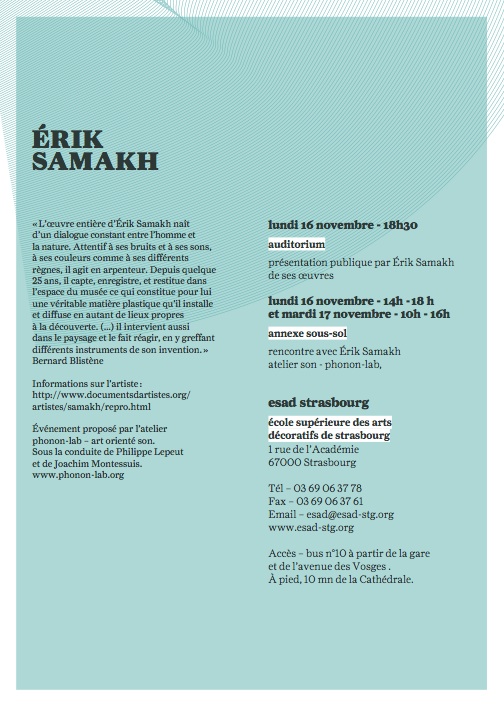 ÉRIK
SAMAKH
« L'œuvre entière d'Érik Samakh naît
d'un dialogue constant entre l'homme et
la nature. Attentif à ses bruits et à ses sons,
à ses couleurs comme à ses différents
règnes, il agit en arpenteur. Depuis quelque
25 ans, il capte, enregistre, et restitue dans
l'espace du musée ce qui constitue pour lui
une véritable matière plastique qu'il installe
et diffuse en autant de lieux propres
à la découverte. (...) il intervient aussi
dans le paysage et le fait réagir, en y greffant
différents instruments de son invention. »
Bernard Blistène
Informations sur l'artiste :
http://www.documentsdartistes.org/
artistes/samakh/repro.html
Événement proposé par l'atelier
phonon-lab – art orienté son.
Sous la conduite de Philippe Lepeut
et de Joachim Montessuis.
www.phonon-lab.org
lundi 16 novembre - 18h30
auditorium
présentation publique par Érik Samakh
de ses œuvres
lundi 16 novembre - 14h - 18 h
et mardi 17 novembre - 10h - 16h
annexe sous-sol
rencontre avec Érik Samakh
atelier son - phonon-lab,
esad strasbourg
école supérieure des arts
décoratifs de strasbourg
1 rue de l'Académie
67000 Strasbourg
Tél – 03 69 06 37 78
Fax – 03 69 06 37 61
Email – esad@esad-stg.org
www.esad-stg.org
Accès – bus n°10 à partir de la gare
et de l'avenue des Vosges .
À pied, 10 mn de la Cathédrale.